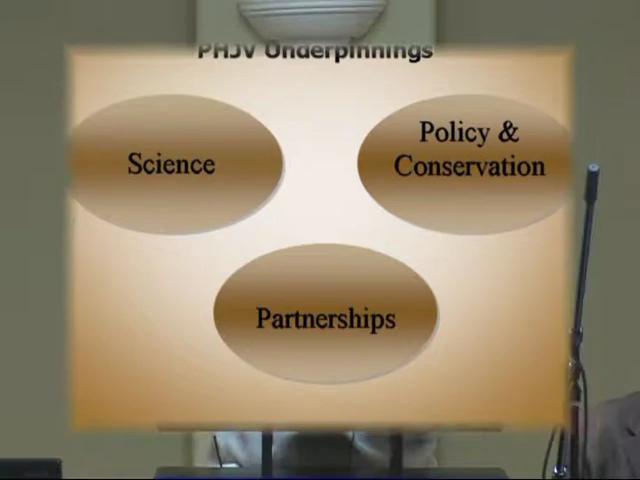 PHJV Underpinnings
Science
Policy &
Conservation
Partnerships